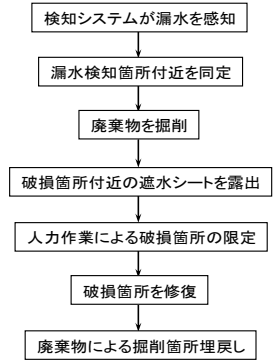 検知システムが漏水を感知
漏水検知箇所付近を同定
廃棄物を掘削
破損箇所付近の遮水シートを露出
人力作業による破損箇所の限定
破損箇所を修復
廃棄物による掘削箇所埋戻し